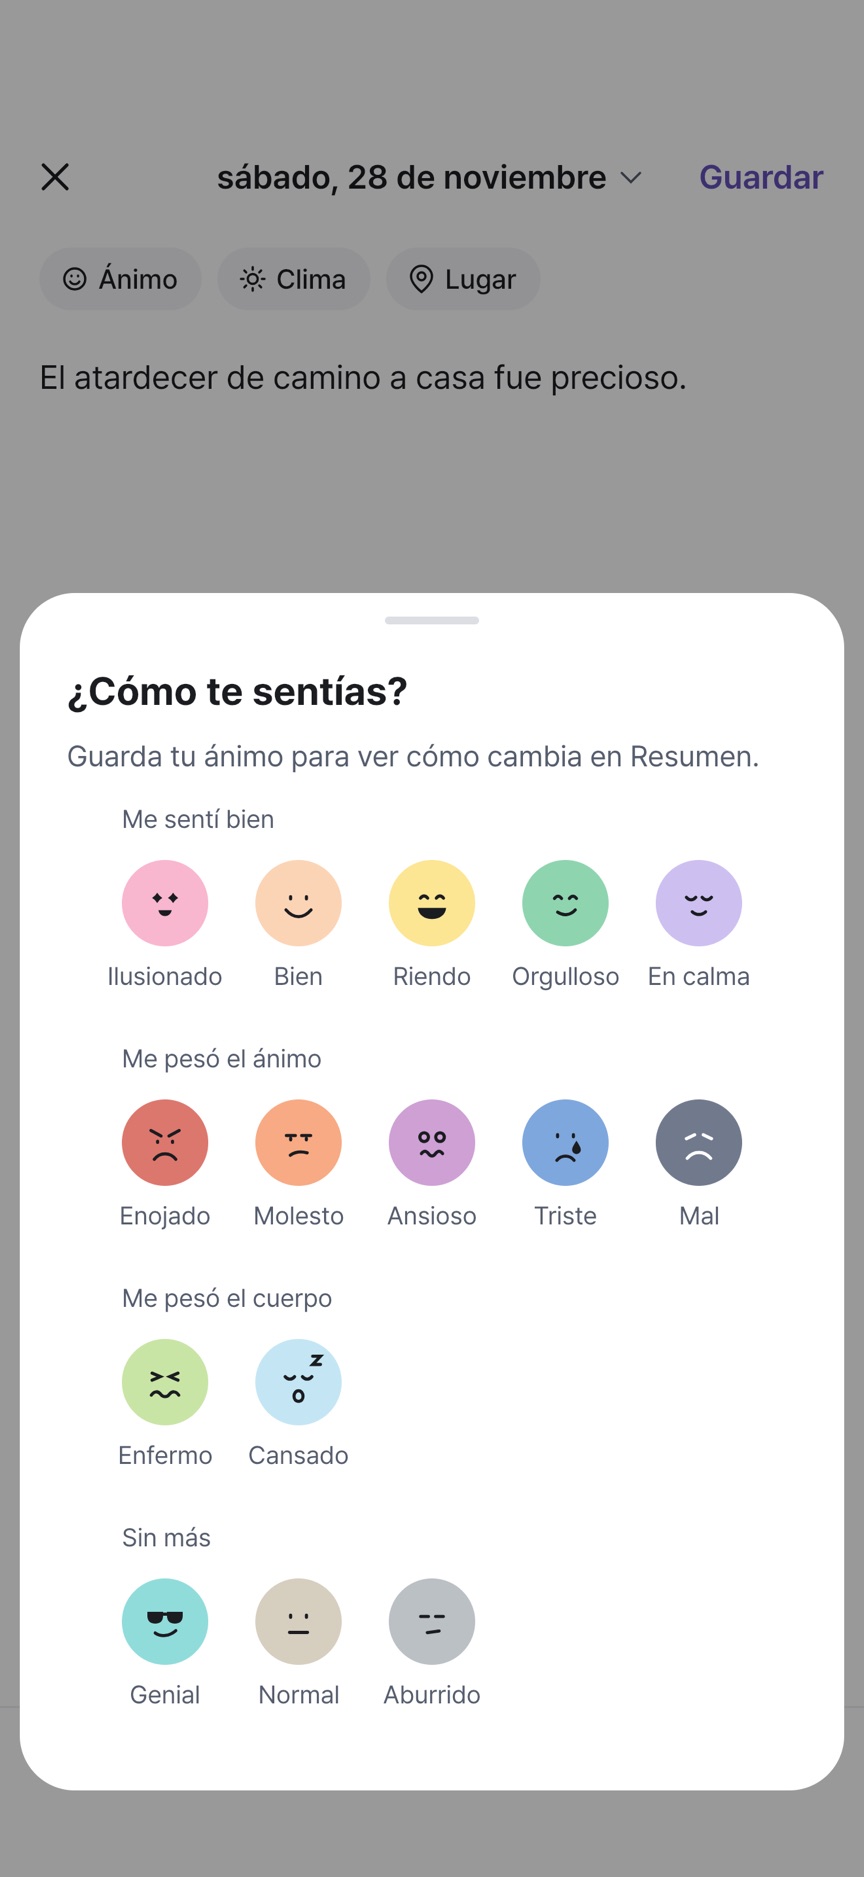 sábado, 28 de noviembre
Guardar
Ánimo Clima Lugar
El atardecer de camino a casa fue precioso.
¿Cómo te sentías?
Guarda tu ánimo para ver cómo cambia en Resumen.
Me sentí bien
Ilusionado Bien Riendo Orgulloso En calma
Me pesó el ánimo
Enojado Molesto Ansioso Triste Mal
Me pesó el cuerpo
Enfermo Cansado
Sin más
Genial Normal Aburrido